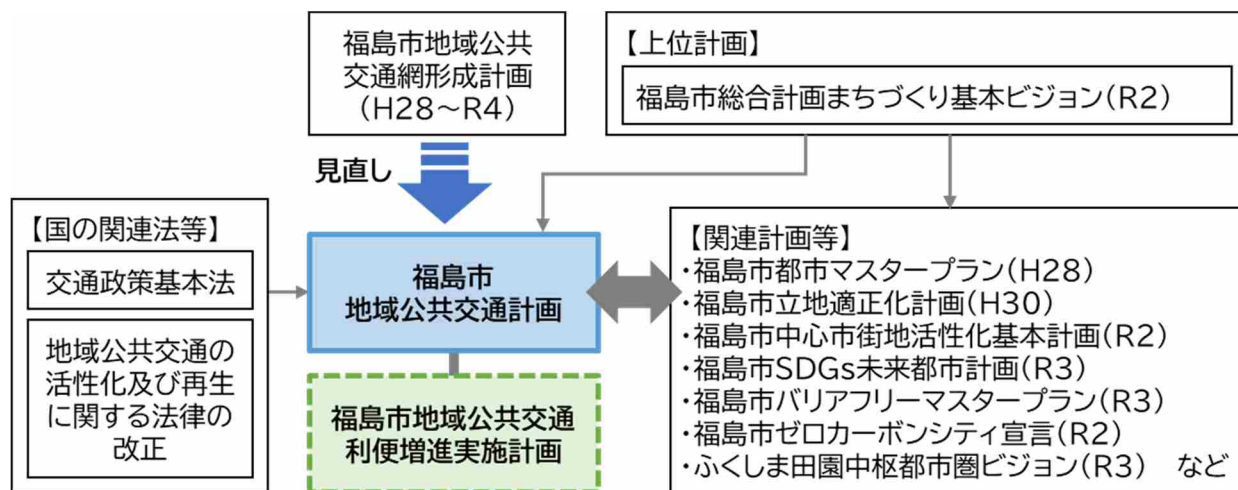 福島市地域公共
交通網形成計画
(H28〜R4)
【上位計画】
福島市総合計画まちづくり基本ビジョン(R2)
見直し
【国の関連法等】
交通政策基本法
地域公共交通の
活性化及び再生
に関する法律の
改正
福島市
地域公共交通計画
福島市地域公共交通
利便増進実施計画
【関連計画等】
・福島市都市マスタープラン(H28)
・福島市立地適正化計画(H30)
・福島市中心市街地活性化基本計画(R2)
・福島市SDGs未来都市計画(R3)
・福島市バリアフリーマスタープラン(R3)
・福島市ゼロカーボンシティ宣言(R2)
・ふくしま田園中枢都市圏ビジョン(R3) など